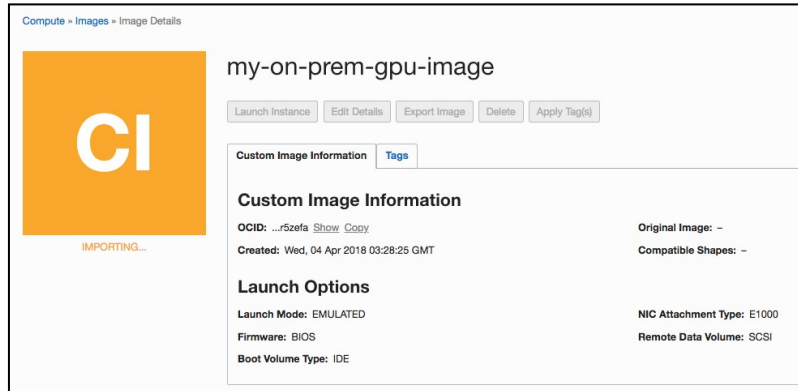 Compute » Images » Image Details
CI
IMPORTING...
my-on-prem-gpu-image
Launch Instance Edit Details Export Image Delete Apply Tag(s)
Custom Image Information Tags
Custom Image Information
OCID: ...r5zefa Show Copy Original Image: –
Created: Wed, 04 Apr 2018 03:28:25 GMT Compatible Shapes: –
Launch Options
Launch Mode: EMULATED NIC Attachment Type: E1000
Firmware: BIOS Remote Data Volume: SCSI
Boot Volume Type: IDE